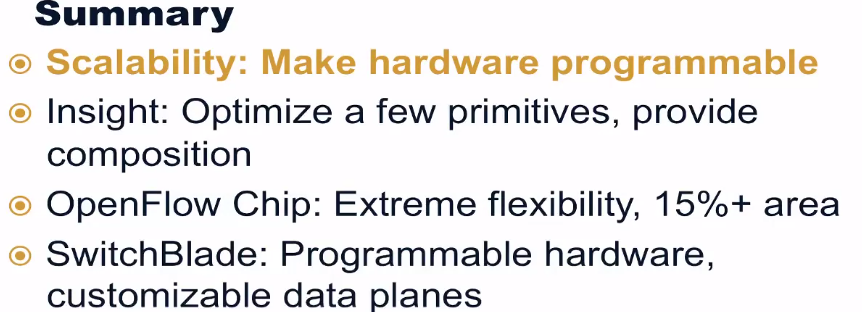 Summary
Scalability: Make hardware programmable
Insight: Optimize a few primitives, provide
composition
OpenFlow Chip: Extreme flexibility, 15%+ area
SwitchBlade: Programmable hardware,
customizable data planes